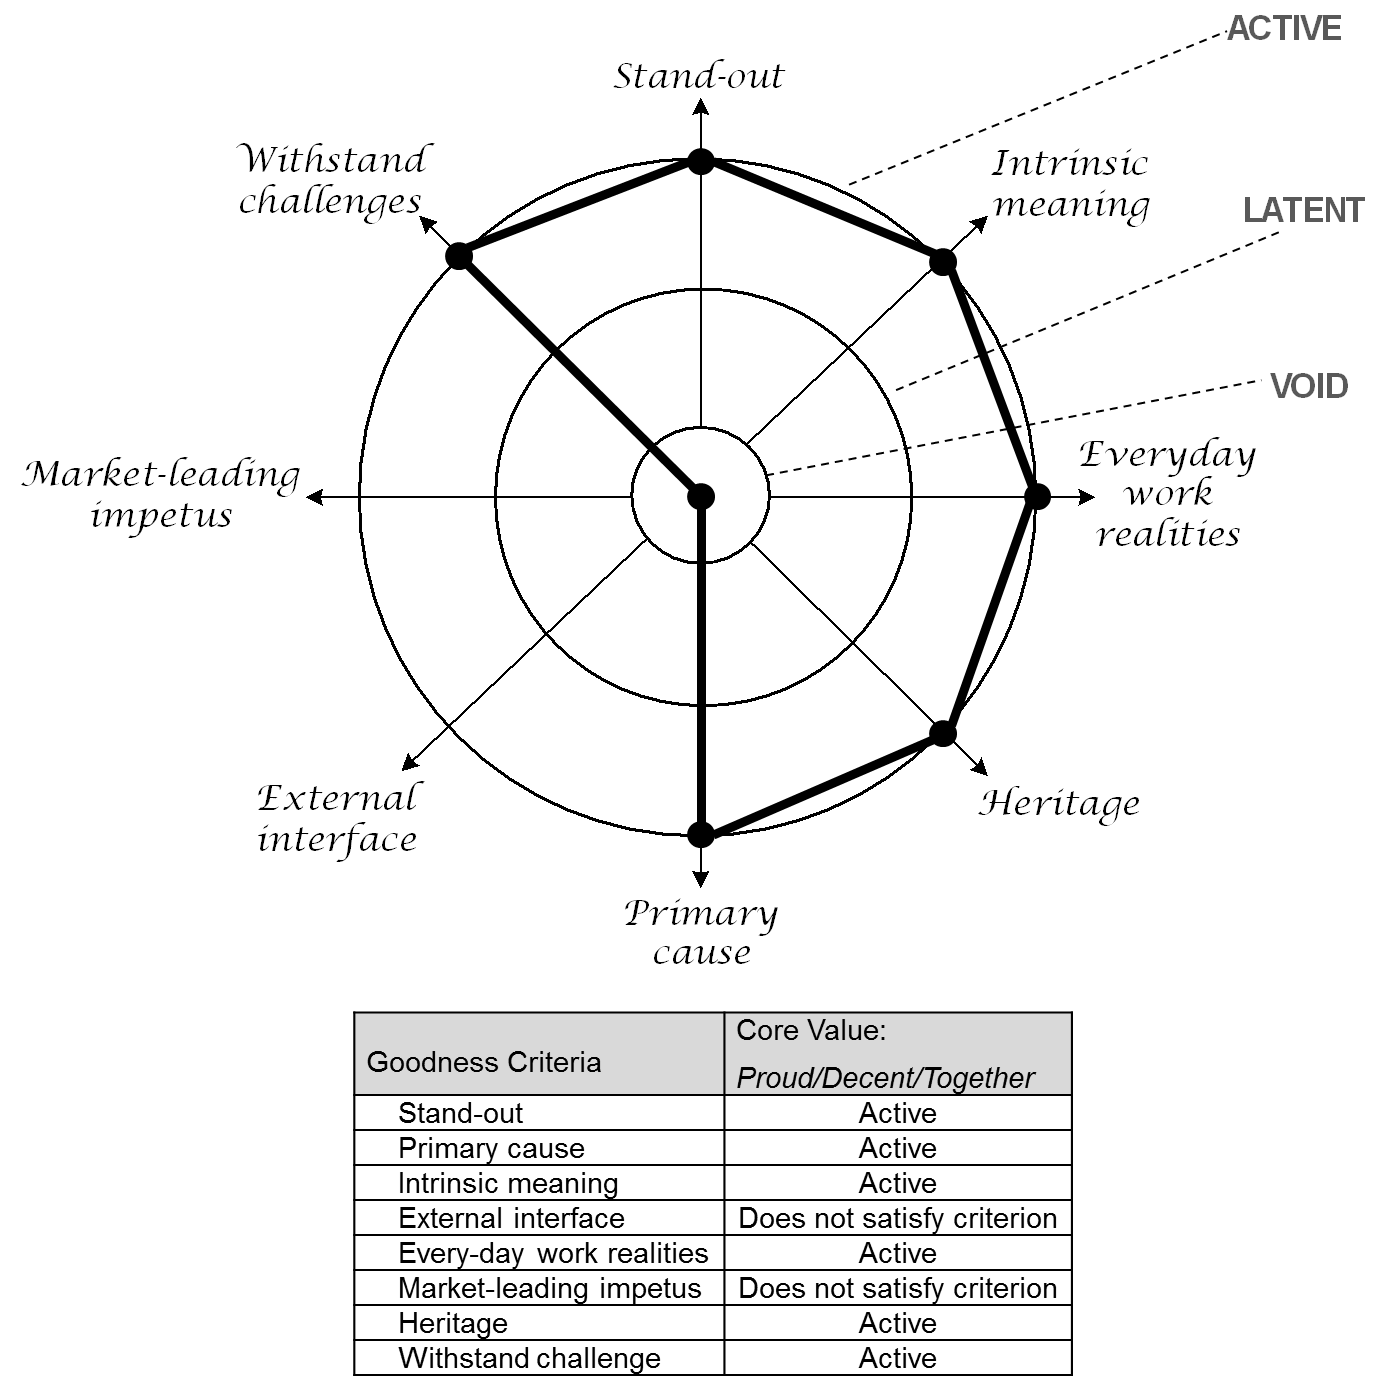 ACTIVE
Stand-out
Withstand
challenges
Intrinsic
meaning
LATENT
VOID
Market-leading
impetus
Everyday
work
realities
External
interface
Heritage
Primary
cause
Goodness Criteria
Core Value:
Proud/Decent/Together
Stand-out Active
Primary cause Active
Intrinsic meaning Active
External interface Does not satisfy criterion
Every-day work realities Active
Market-leading impetus Does not satisfy criterion
Heritage Active
Withstand challenge Active